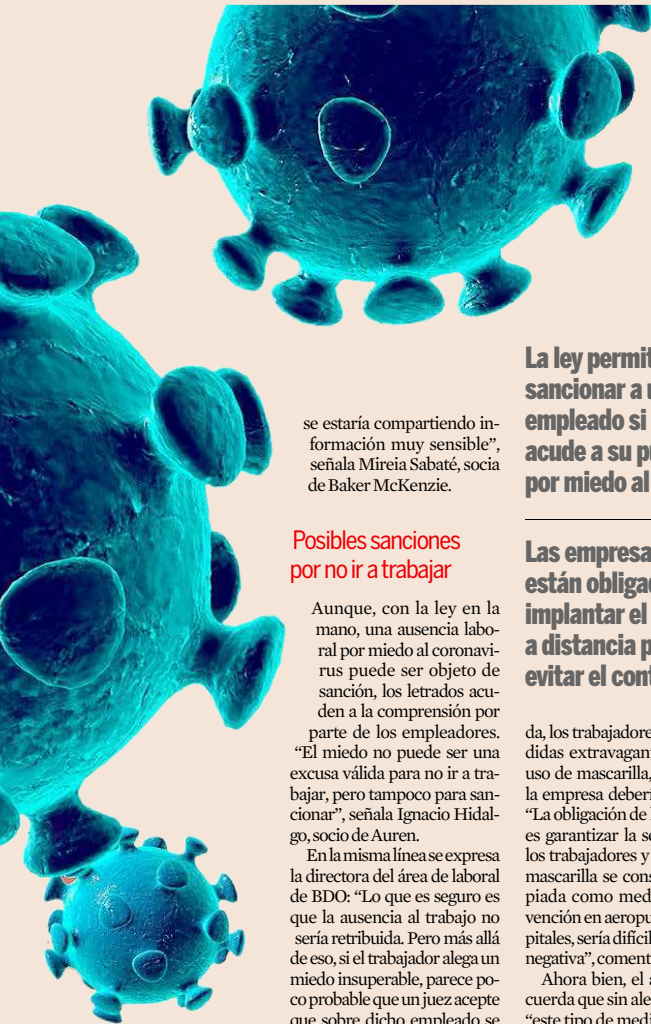 se estaría compartiendo in-
formación muy sensible”,
señala Mireia Sabaté, socia
de Baker McKenzie.
Posibles sanciones
por no ir a trabajar
Aunque, con la ley en la
mano, una ausencia labo-
ral por miedo al coronavi-
rus puede ser objeto de
sanción, los letrados acu-
den a la comprensión por
parte de los empleadores.
“El miedo no puede ser una
excusa válida para no ir a tra-
bajar, pero tampoco para san-
cionar”, señala Ignacio Hidal-
go, socio de Auren.
En la misma línea se expresa
la directora del área de laboral
de BDO: “Lo que es seguro es
que la ausencia al trabajo no
sería retribuida. Pero más allá
de eso, si el trabajador alega un
miedo insuperable, parece po-
co probable que un juez acepte
que sobre dicho empleado se
La ley permit
sancionar a
empleado si
acude a su p
por miedo al
Las empresa
están obliga
implantar el
a distancia p
evitar el cont
da, los trabajadore
didas extravagan
uso de mascarilla,
la empresa deberí
“La obligación de
es garantizar la s
los trabajadores y
mascarilla se cons
piada como med
vención en aeropu
pitales, sería difícil
negativa”, coment
Ahora bien, el a
cuerda que sin ale
“este tipo de medi